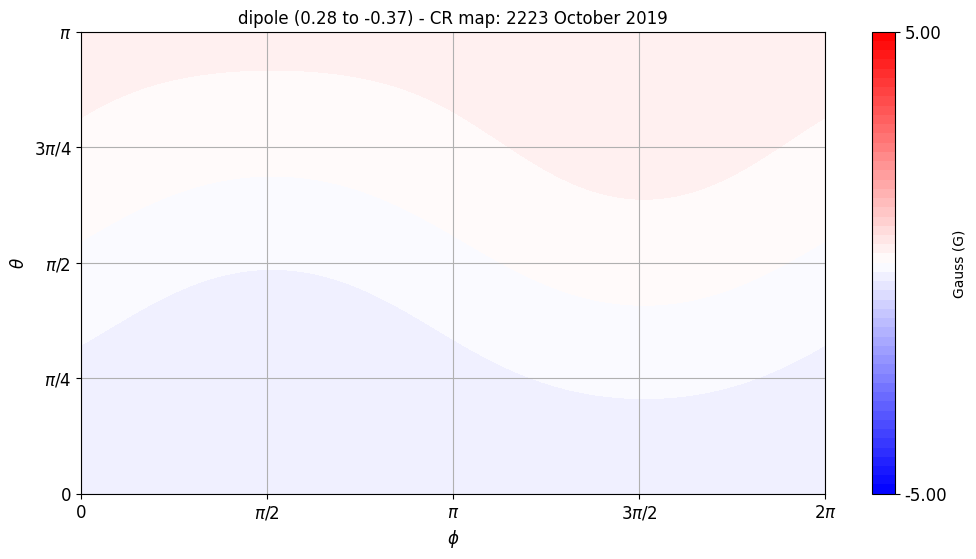 dipole (0.28 to -0.37) - CR map: 2223 October 2019
π
3π/4
π/2
π/4
0
θ
0
π/2
π
3π/2
2π
ϕ
5.00
-5.00
Gauss (G)